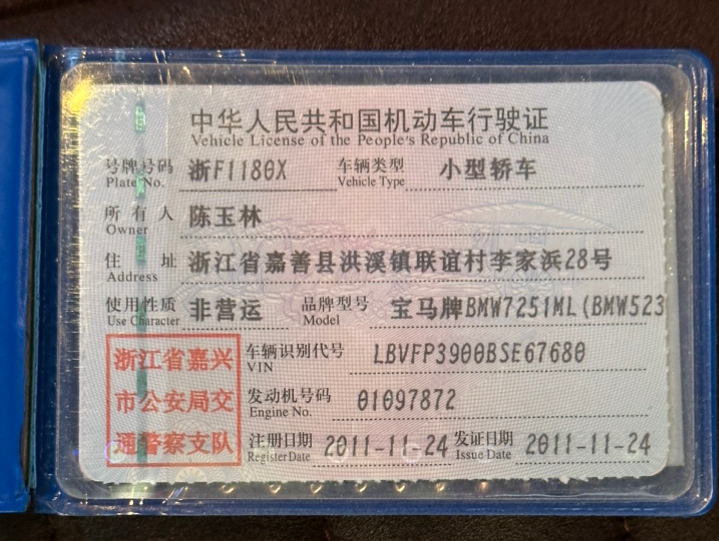 中华人民共和国机动车行驶证
Vehicle License of the People's Republic of China
号牌号码 浙F1180X 车辆类型 小型轿车
Plate No. Vehicle Type
所有人 陈玉林
Owner
住址 浙江省嘉善县洪溪镇联谊村李家浜28号
Address
使用性质 非营运 品牌型号 宝马牌BMW7251ML(BMW523
Use Character Model
浙江省嘉兴
市公安局交
通警察支队
车辆识别代号 LBVFP3900BSE67680
VIN
发动机号码 01097872
Engine No.
注册日期 2011-11-24 发证日期 2011-11-24
Register Date Issue Date